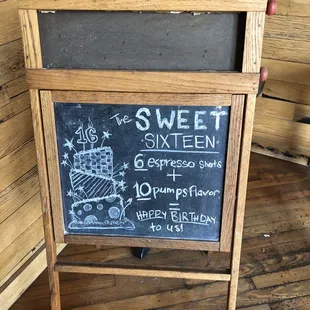 16
The SWEET
SIXTEEN
6 espresso shots
+
10 pumps flavor
=
HAPPY BIRTHDAY
to us!